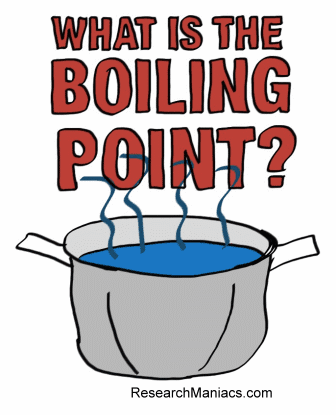 WHAT IS THE
BOILING
POINT?
ResearchManiacs.com